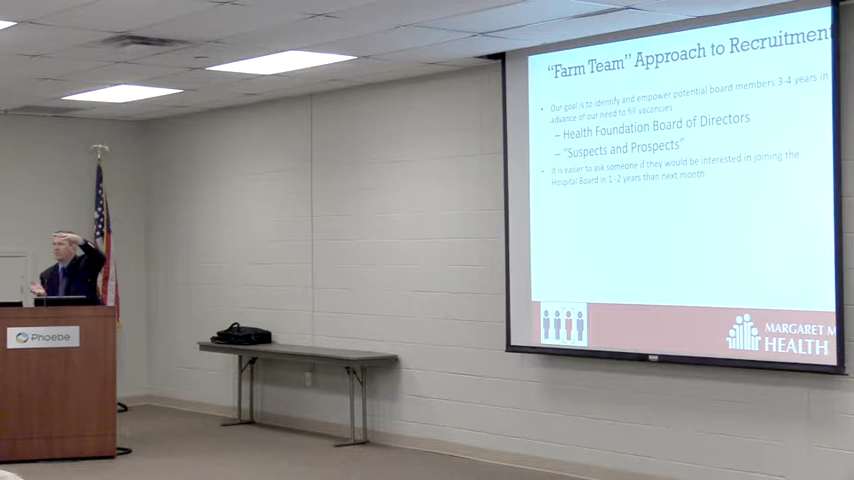 "Farm Team" Approach to Recruitment
• Our goal is to identify and empower potential board members 3-4 years in
advance of our need to fill vacancies
– Health Foundation Board of Directors
– "Suspects and Prospects"
• It is easier to ask someone if they would be interested in joining the
Hospital Board in 1 -2 years than next month
MARGARET M
HEALTH
Phoebe